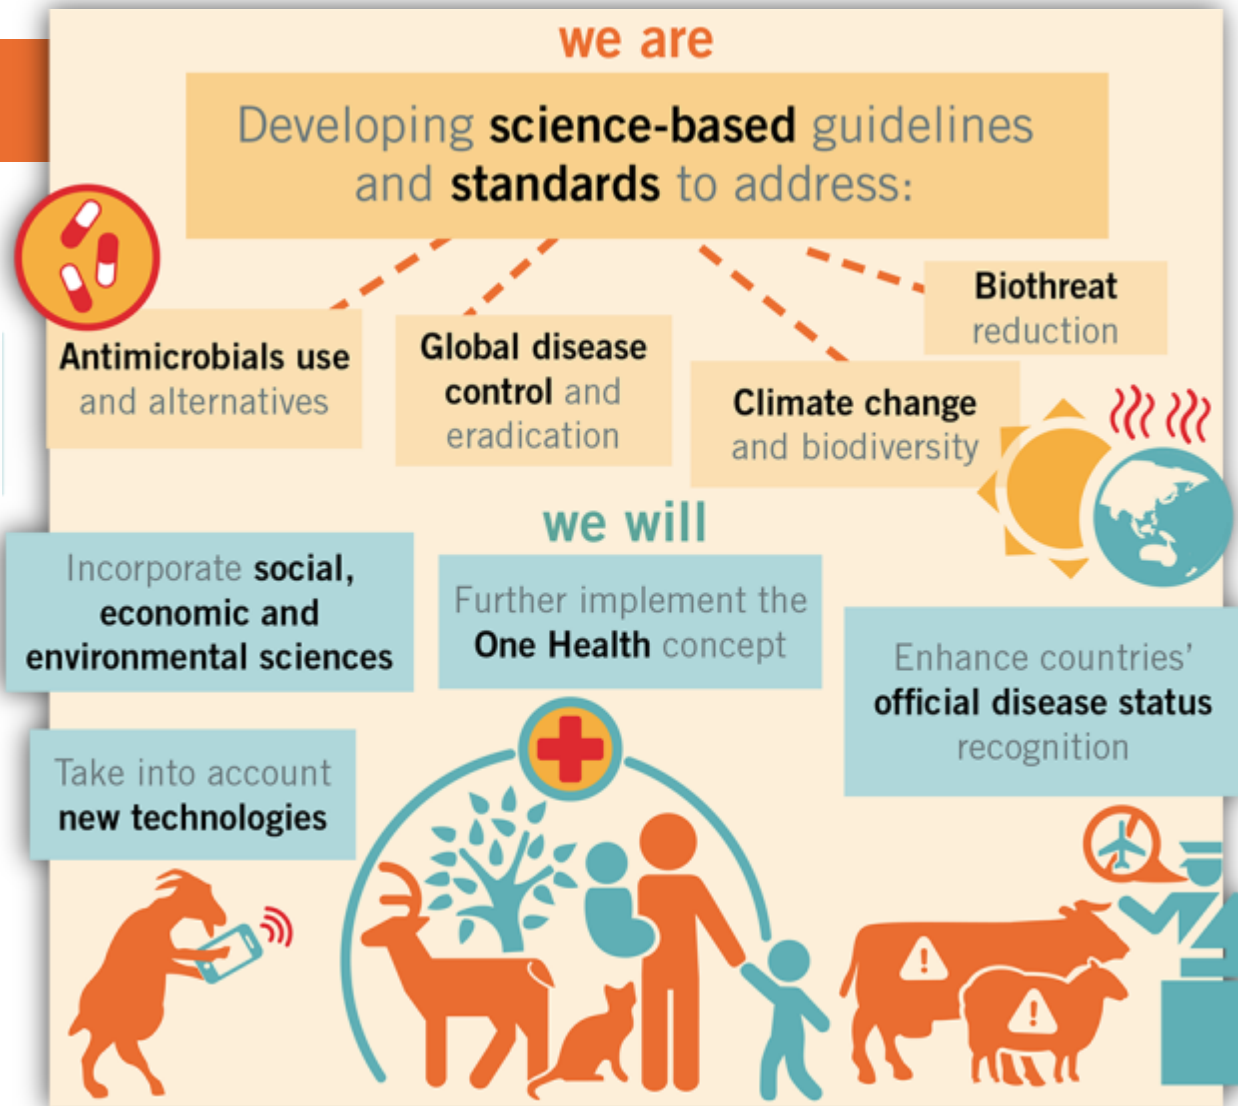 we are
Developing science-based guidelines
and standards to address:
Antimicrobials use
and alternatives
Global disease
control and
eradication
Climate change
and biodiversity
Biothreat
reduction
we will
Incorporate social,
economic and
environmental sciences
Further implement the
One Health concept
Enhance countries’
official disease status
recognition
Take into account
new technologies
!
!